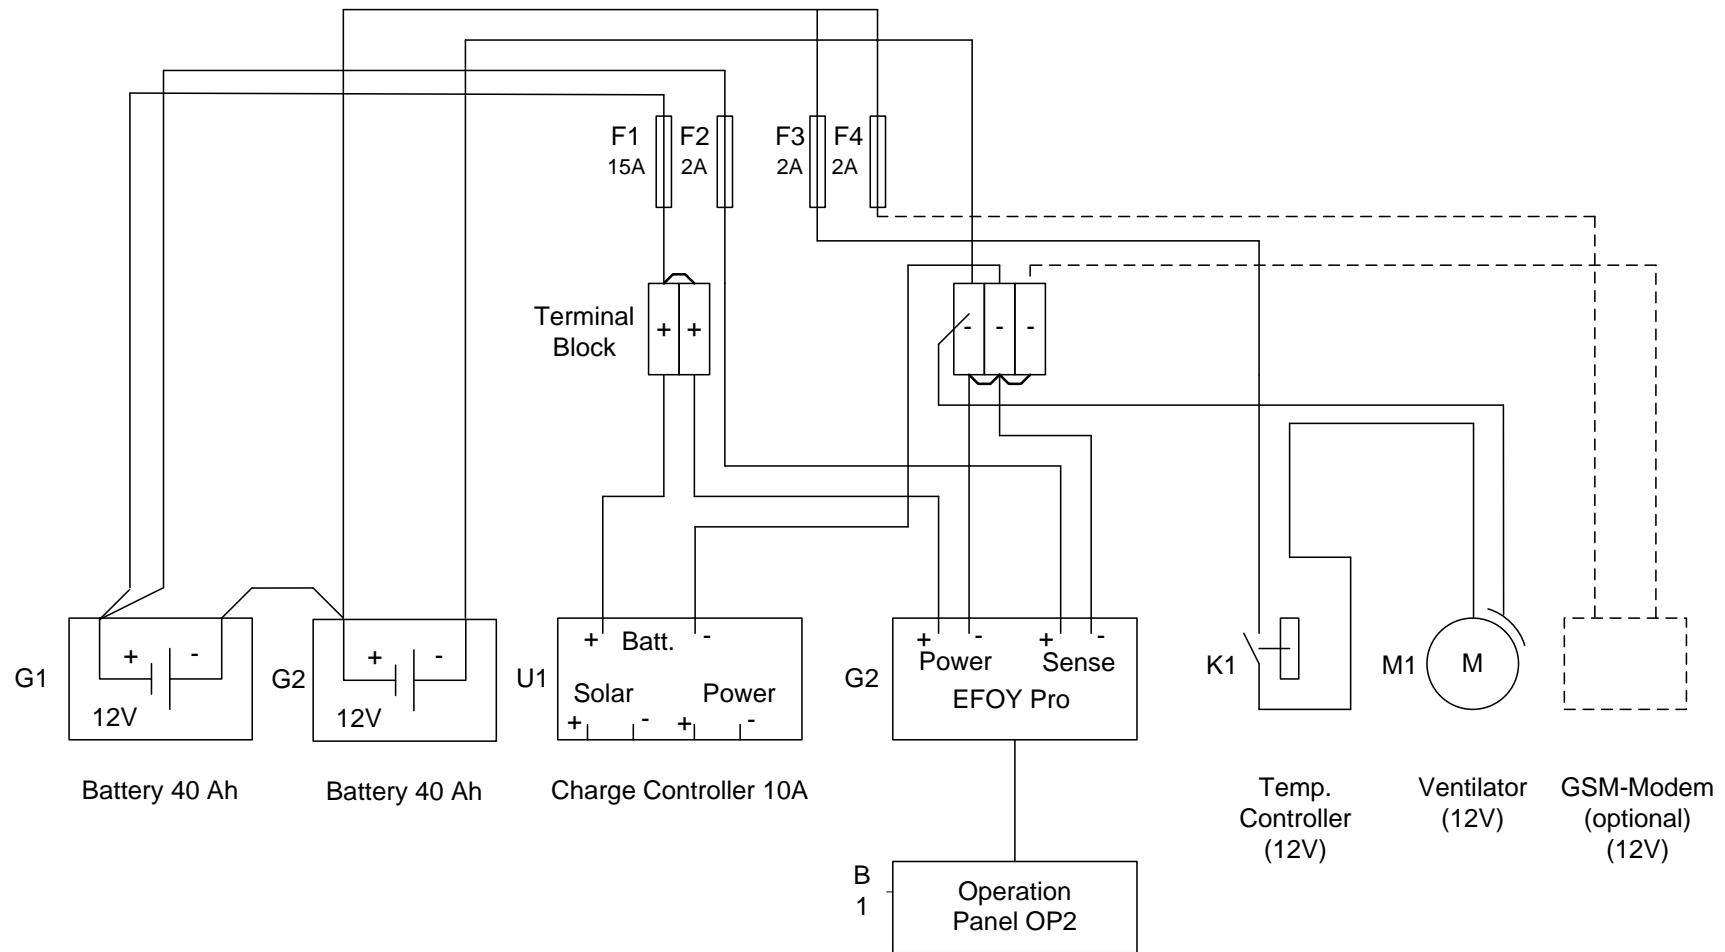 F1 F2 F3 F4
15A 2A 2A 2A
Terminal
Block
+ + - - -
G1 + - 12V
Battery 40 Ah
G2 + - 12V
Battery 40 Ah
U1
+ Batt. -
Solar Power
+ - + -
Charge Controller 10A
G2
+ - + -
Power Sense
EFOY Pro
K1
Temp.
Controller
(12V)
M1 M
Ventilator
(12V)
GSM-Modem
(optional)
(12V)
B
1
Operation
Panel OP2